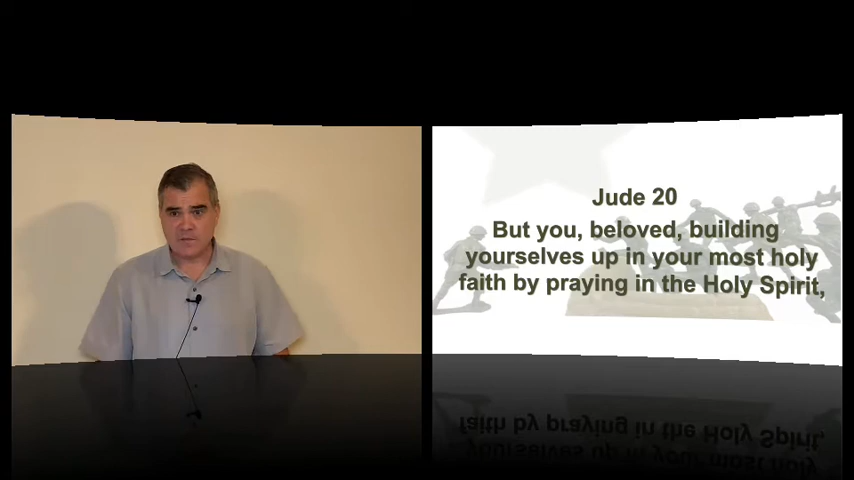 Jude 20
But you, beloved, building
yourselves up in your most holy
faith by praying in the Holy Spirit,